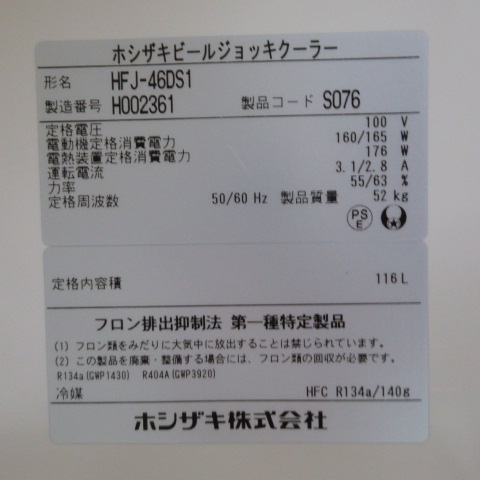 ホシザキビールジョッキクーラー
形名 HFJ-46DS1
製造番号 H002361 製品コード S076
定格電圧 100 V
電動機定格消費電力 160/165 W
電熱装置定格消費電力 176 W
運転電流 3.1/2.8 A
力率 55/63 %
定格周波数 50/60 Hz 製品質量 52 kg
PS
E
定格内容積 116 L
フロン排出抑制法 第一種特定製品
(1) フロン類をみだりに大気中に放出することは禁じられています。
(2) この製品を廃棄・整備する場合には、フロン類の回収が必要です。
R134a(GWP1430) R404A(GWP3920)
冷媒 HFC R134a/140g
ホシザキ株式会社